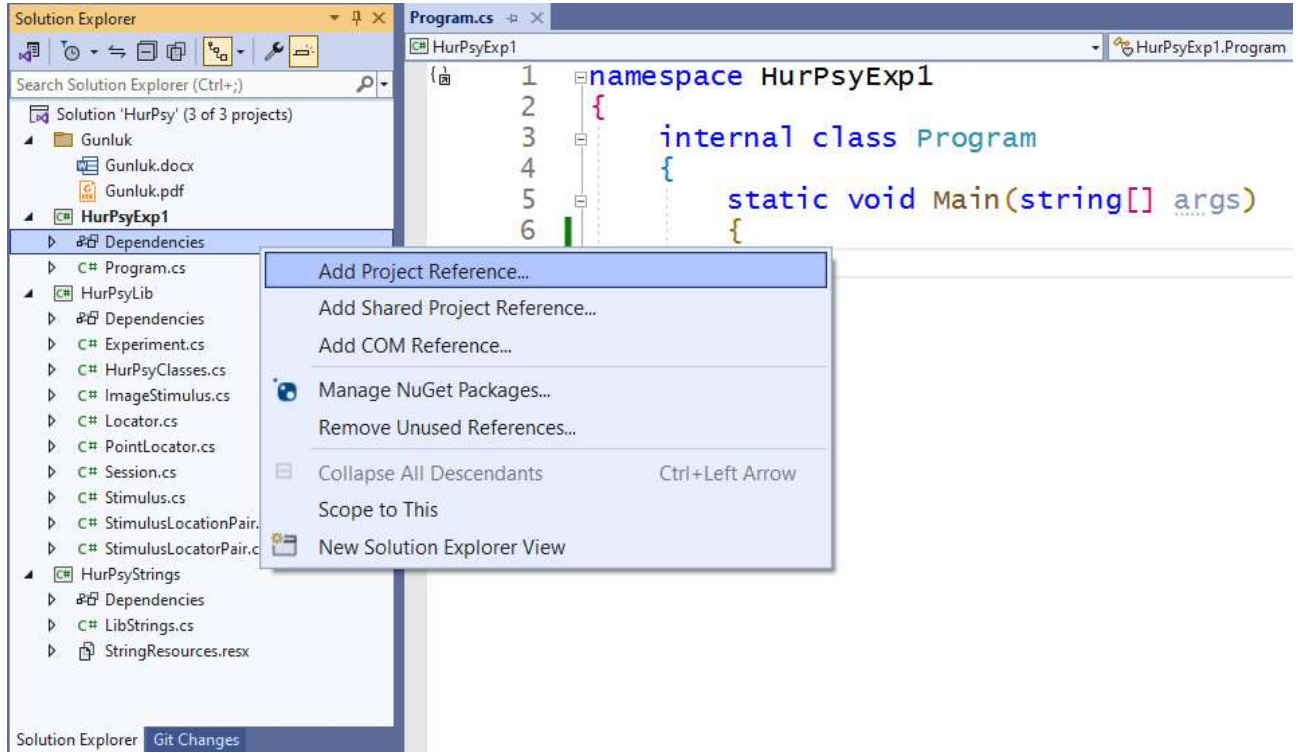 Solution Explorer
Search Solution Explorer (Ctrl+;)
Solution 'HurPsy' (3 of 3 projects)
Gunluk
Gunluk.docx
Gunluk.pdf
C# HurPsyExp1
Dependencies
C# Program.cs
C# HurPsyLib
Dependencies
C# Experiment.cs
C# HurPsyClasses.cs
C# ImageStimulus.cs
C# Locator.cs
C# PointLocator.cs
C# Session.cs
C# Stimulus.cs
C# StimulusLocationPair.
C# StimulusLocatorPair.c
C# HurPsyStrings
Dependencies
C# LibStrings.cs
StringResources.resx
Solution Explorer Git Changes
Program.cs
C# HurPsyExp1 HurPsyExp1.Program
1 namespace HurPsyExp1
2 {
3 internal class Program
4 {
5 static void Main(string[] args)
6 {
Add Project Reference...
Add Shared Project Reference...
Add COM Reference...
Manage NuGet Packages...
Remove Unused References...
Collapse All Descendants Ctrl+Left Arrow
Scope to This
New Solution Explorer View